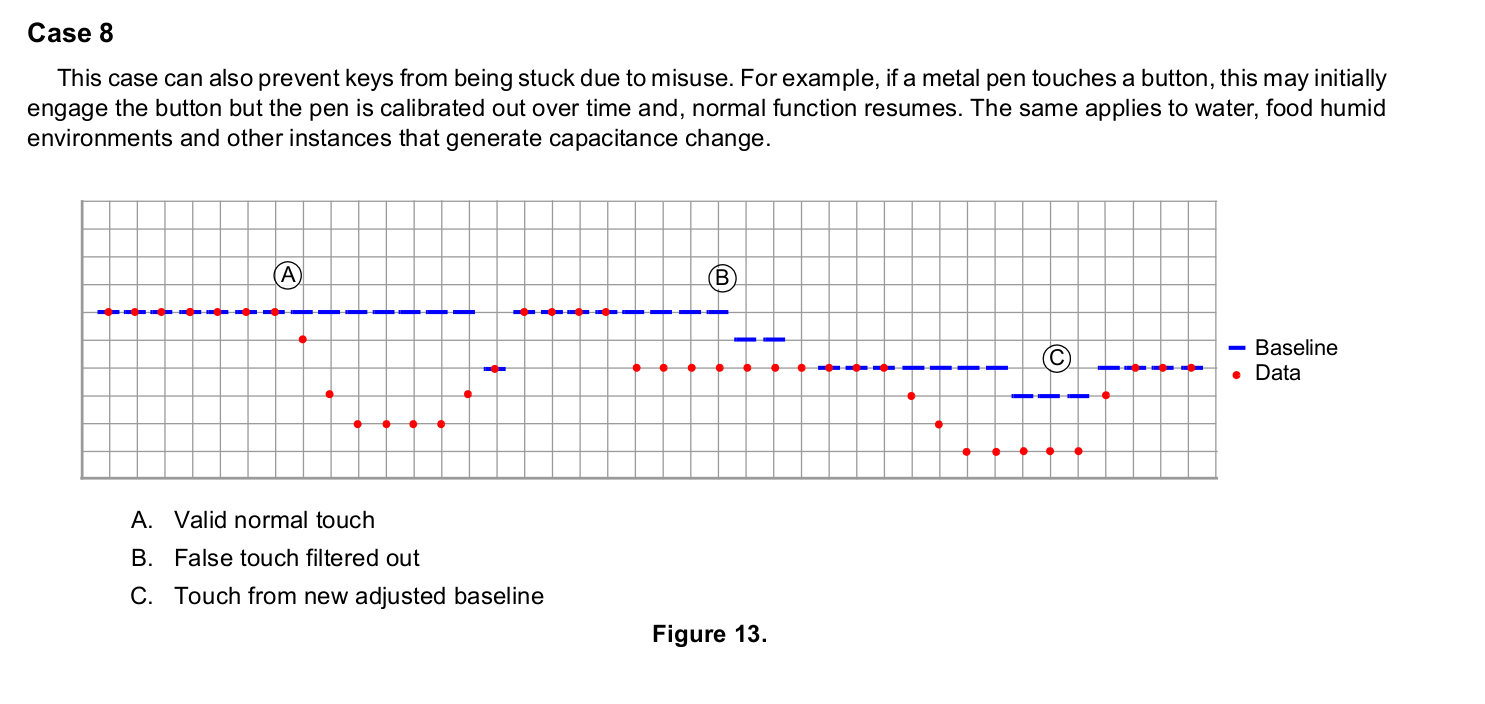 Case 8
This case can also prevent keys from being stuck due to misuse. For example, if a metal pen touches a button, this may initially
engage the button but the pen is calibrated out over time and, normal function resumes. The same applies to water, food humid
environments and other instances that generate capacitance change.
A
B
C
Baseline
Data
A. Valid normal touch
B. False touch filtered out
C. Touch from new adjusted baseline
Figure 13.